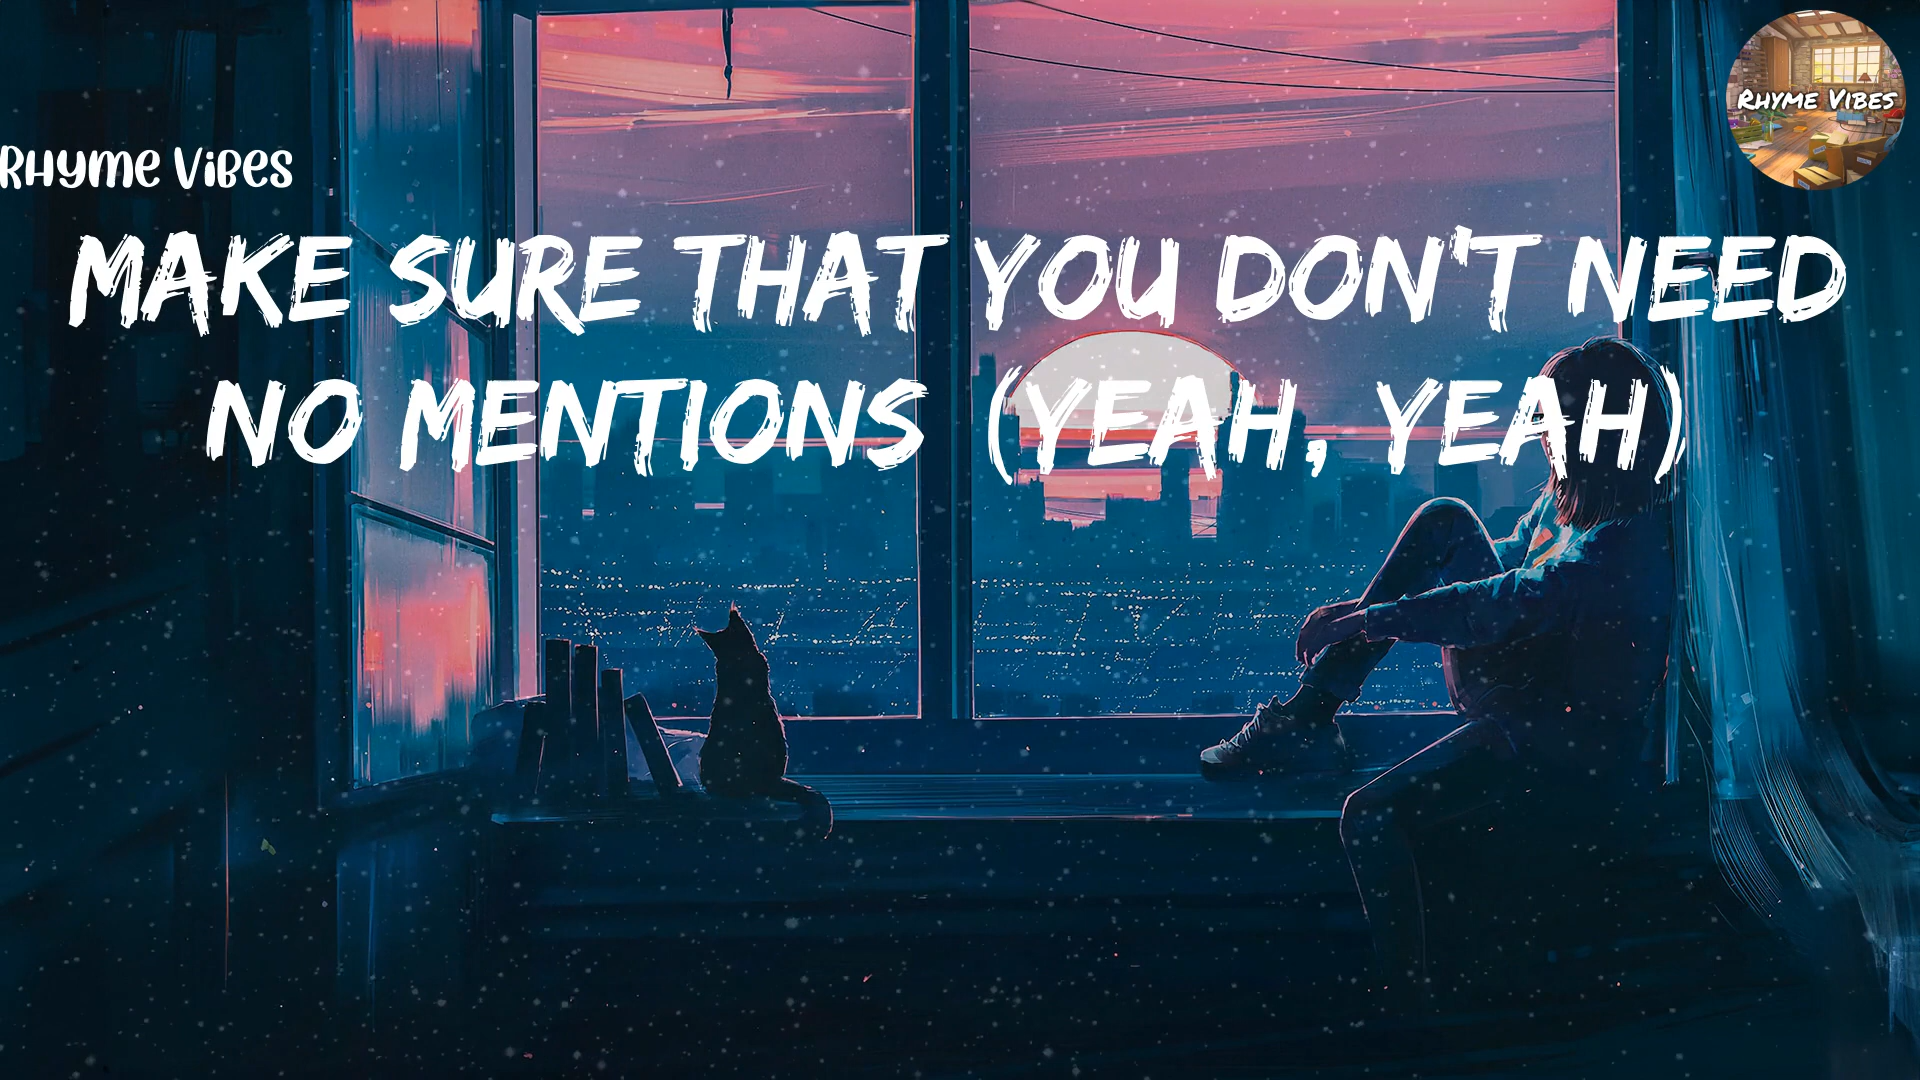 Rhyme Vibes
Rhyme Vibes
MAKE SURE THAT YOU DON'T NEED
NO MENTIONS (YEAH, YEAH)